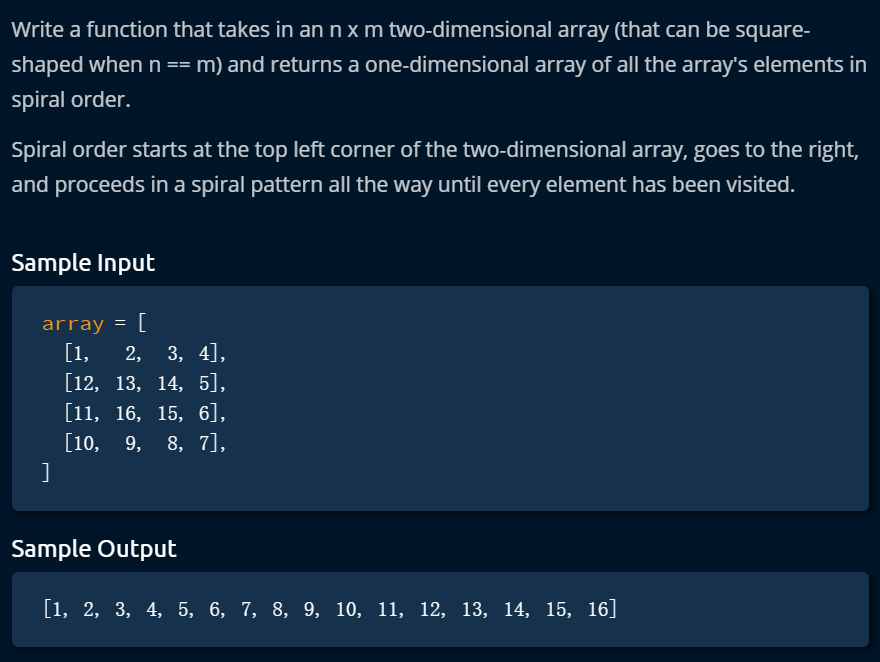 Write a function that takes in an n x m two-dimensional array (that can be square-
shaped when n == m) and returns a one-dimensional array of all the array's elements in
spiral order.
Spiral order starts at the top left corner of the two-dimensional array, goes to the right,
and proceeds in a spiral pattern all the way until every element has been visited.
Sample Input
array = [
  [1,   2,  3, 4],
  [12, 13, 14, 5],
  [11, 16, 15, 6],
  [10,  9,  8, 7],
]
Sample Output
[1, 2, 3, 4, 5, 6, 7, 8, 9, 10, 11, 12, 13, 14, 15, 16]